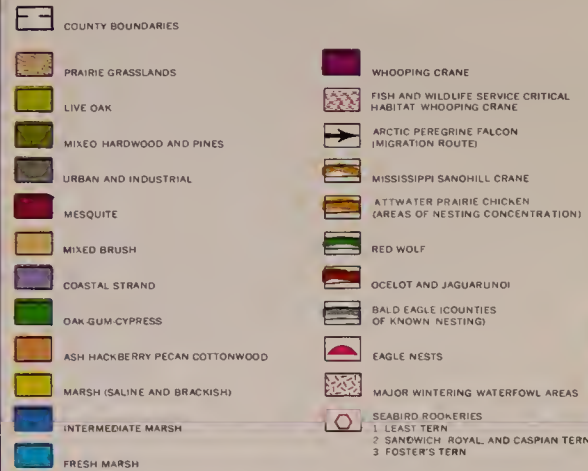 COUNTY BOUNDARIES
PRAIRIE GRASSLANDS
LIVE OAK
MIXED HARDWOOD AND PINES
URBAN AND INDUSTRIAL
MESQUITE
MIXED BRUSH
COASTAL STRAND
OAK-GUM-CYPRESS
ASH HACKBERRY PECAN COTTONWOOD
MARSH (SALINE AND BRACKISH)
INTERMEDIATE MARSH
FRESH MARSH
WHOOPING CRANE
FISH AND WILDLIFE SERVICE CRITICAL
HABITAT WHOOPING CRANE
ARCTIC PEREGRINE FALCON
(MIGRATION ROUTE)
MISSISSIPPI SANDHILL CRANE
ATTWATER PRAIRIE CHICKEN
(AREAS OF NESTING CONCENTRATION)
RED WOLF
OCELOT AND JAGUARUNDI
BALD EAGLE (COUNTIES
OF KNOWN NESTING)
EAGLE NESTS
MAJOR WINTERING WATERFOWL AREAS
SEABIRD ROOKERIES
1 LEAST TERN
2 SANDWICH ROYAL, AND CASPIAN TERN
3 FOSTER'S TERN